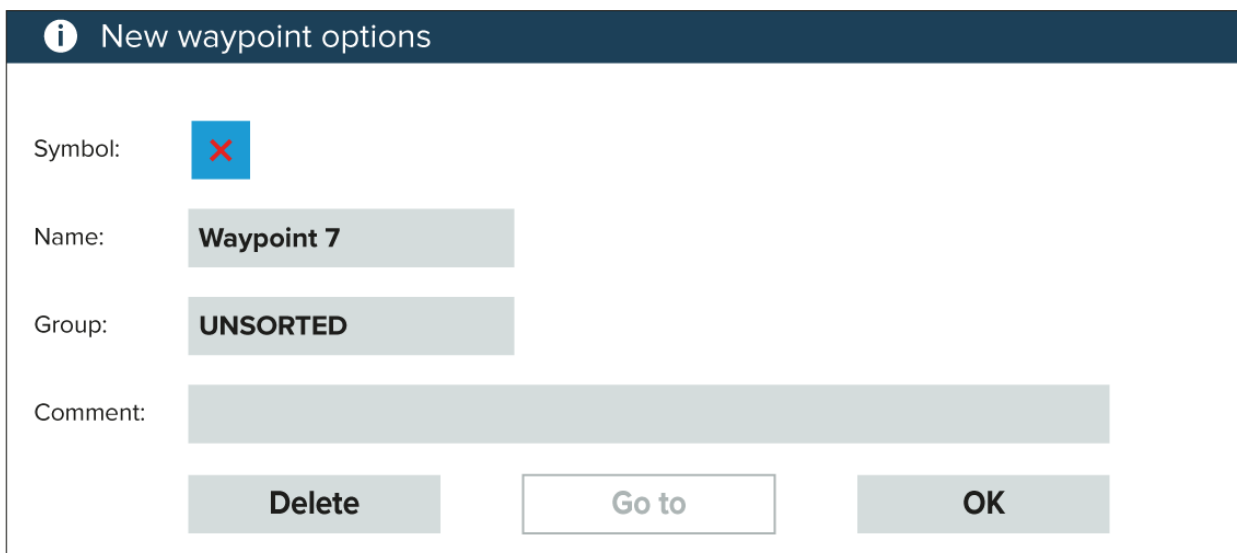 New waypoint options
Symbol:
Name: Waypoint 7
Group: UNSORTED
Comment:
Delete Go to OK